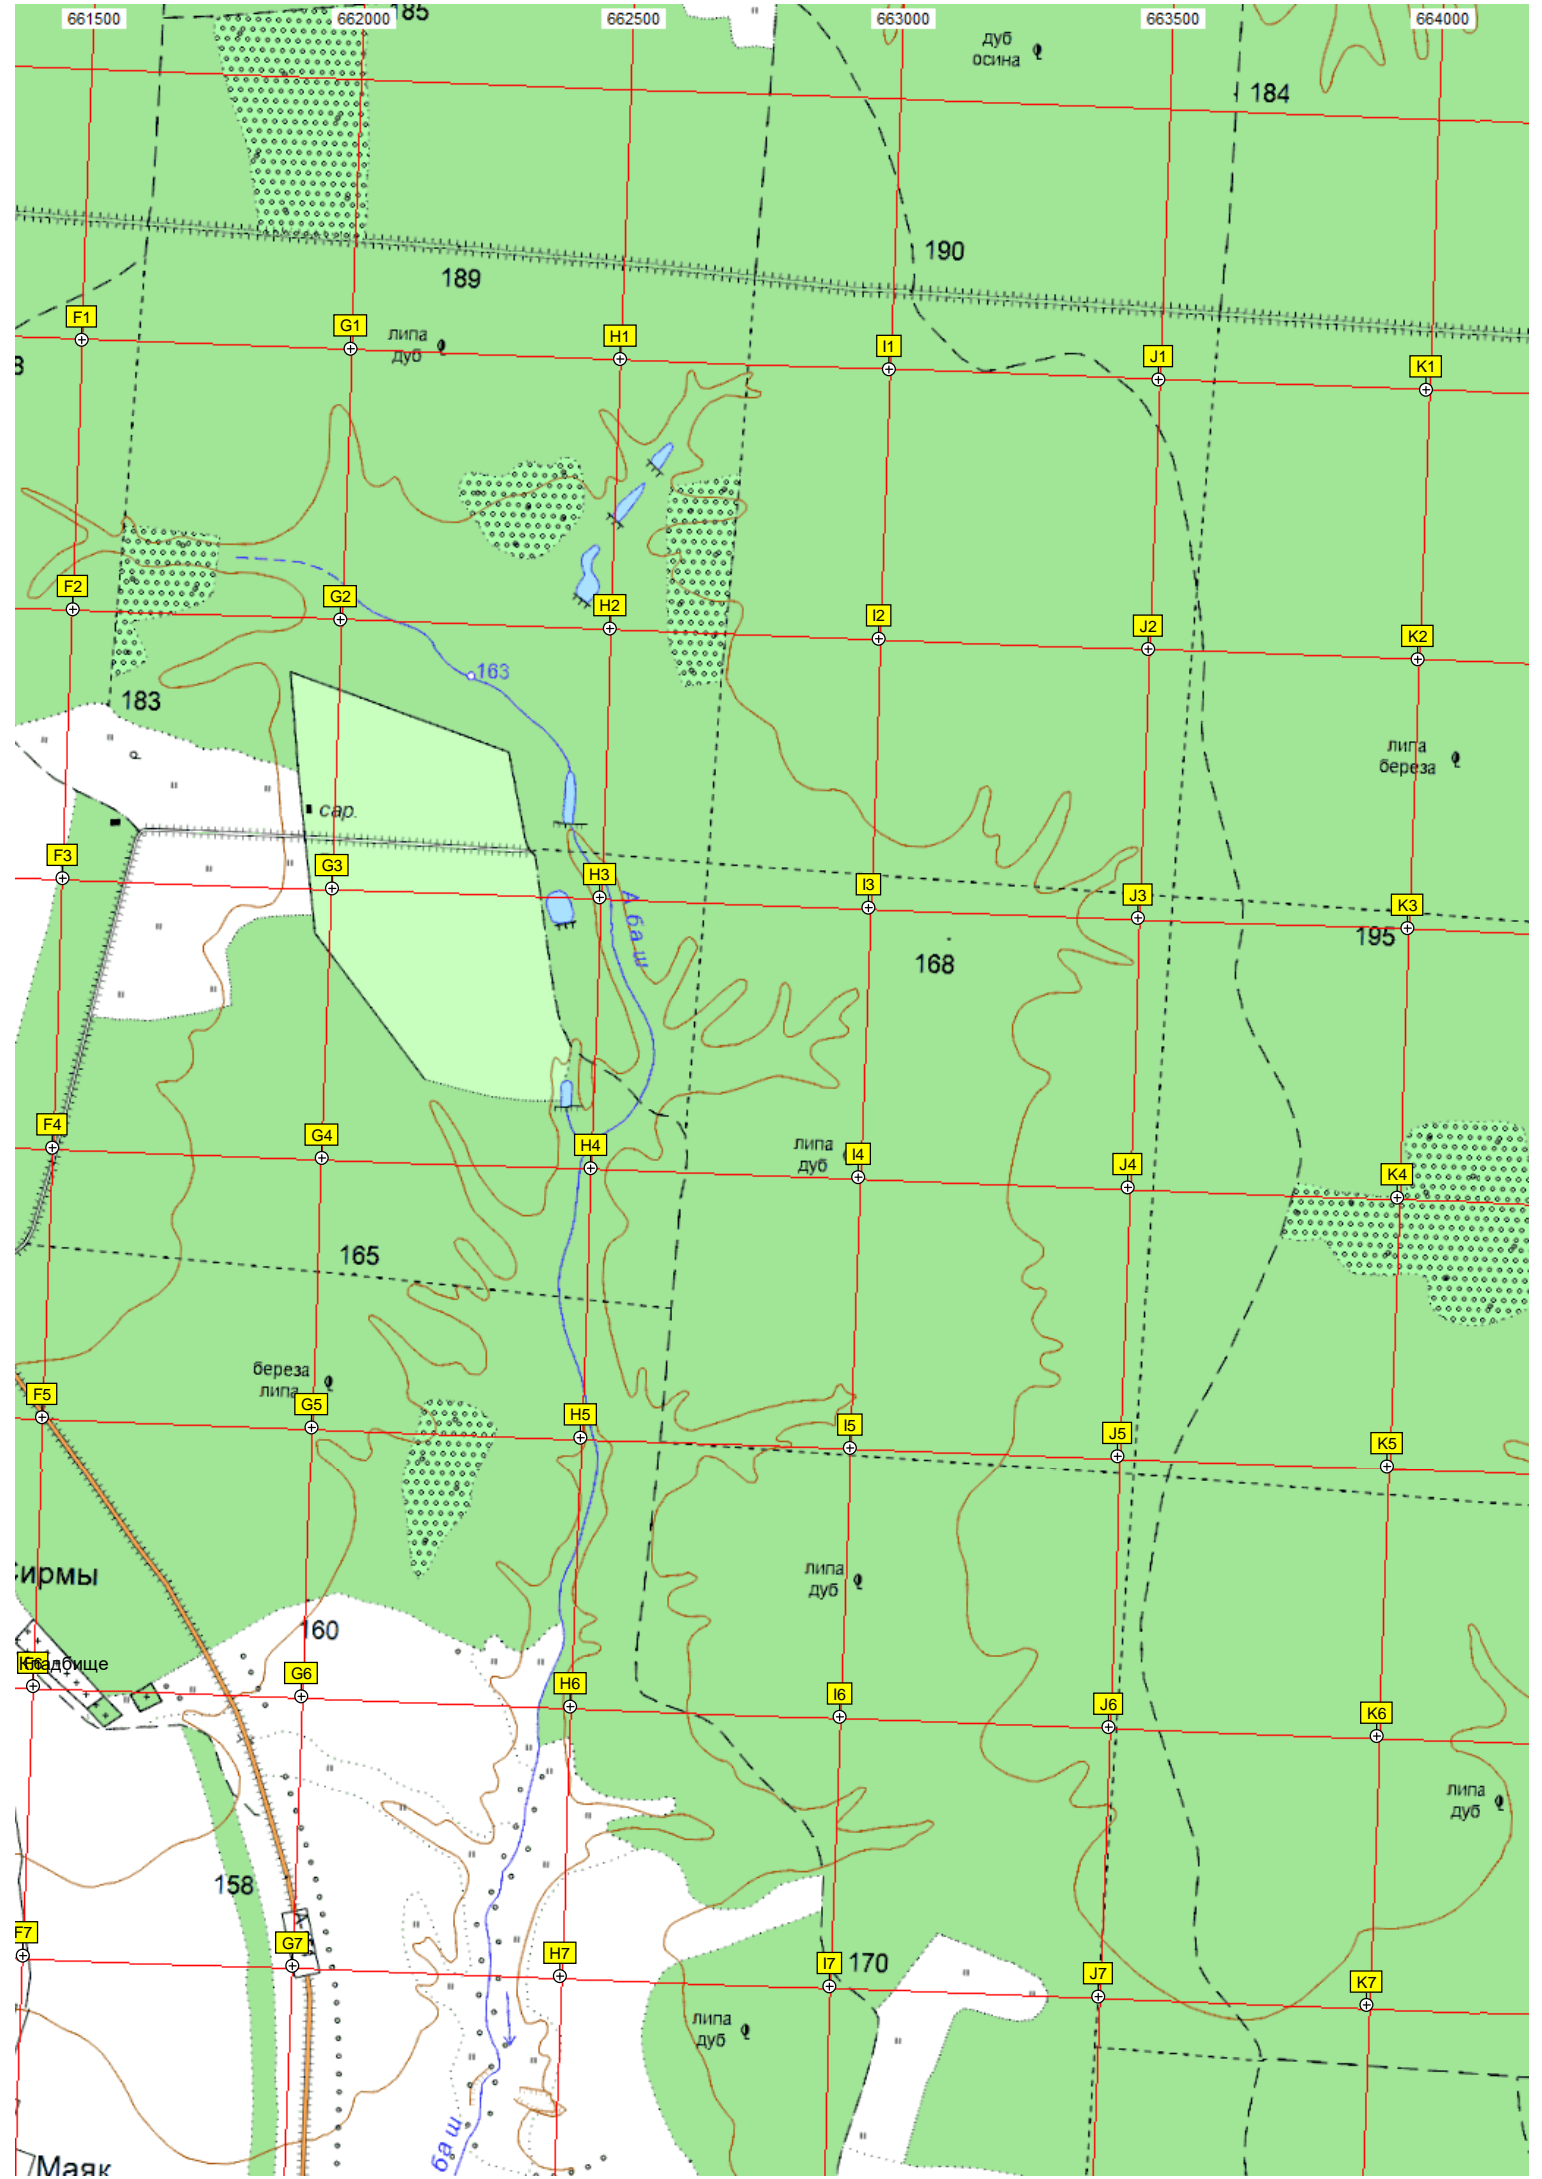 661500 662000 662500 663000 663500 664000
185
дуб
осина
184
190
189
F1 G1 H1 I1 J1 K1
липа
дуб
F2 G2 H2 I2 J2 K2
163
183
липа
береза
сар.
F3 G3 H3 I3 J3 K3
А ба ш
195
168
F4 G4 H4 I4 J4 K4
липа
дуб
165
береза
липа
F5 G5 H5 I5 J5 K5
ирмы
липа
дуб
160
Кладбище
F6 G6 H6 I6 J6 K6
липа
дуб
158
F7 G7 H7 I7 J7 K7
170
липа
дуб
ба ш
Маяк